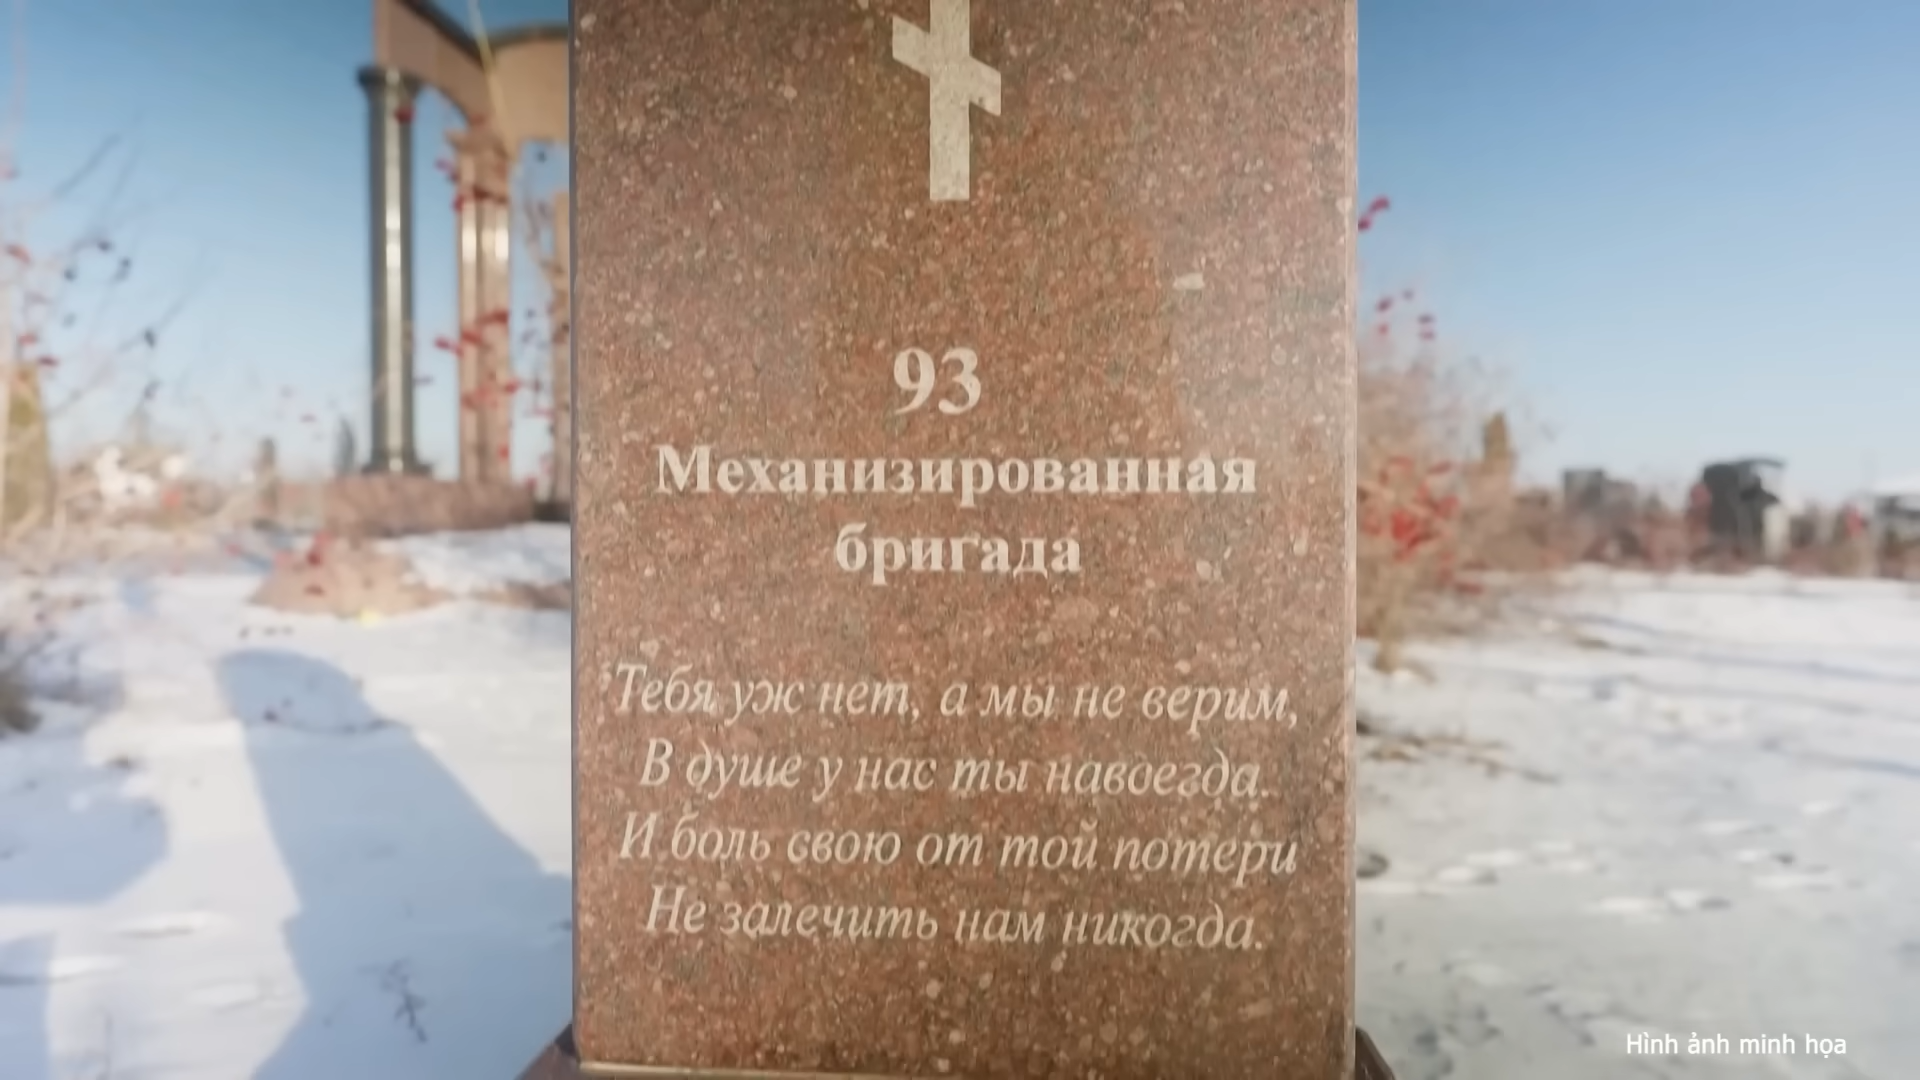 93
Механизированная
бригада
Тебя уж нет, а мы не верим,
В душе у нас ты навсегда.
И боль свою от той потери
Не залечить нам никогда.
Hình ảnh minh họa